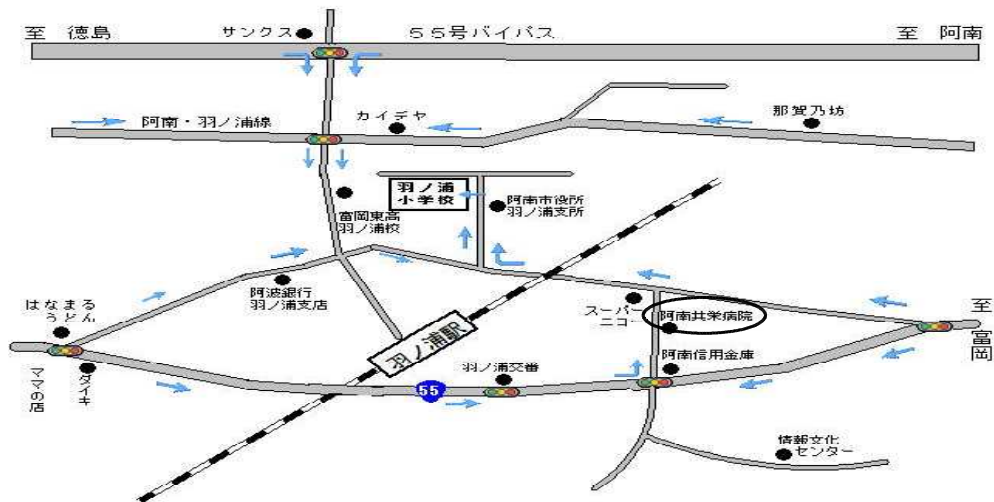 至 徳島
サンクス
55号バイパス
至 阿南
阿南・羽ノ浦線
カイデヤ
那賀乃坊
羽ノ浦
小学校
阿南市役所
羽ノ浦支所
富岡東高
羽ノ浦校
阿波銀行
羽ノ浦支店
はなまる
うどん
スーパー
ニコー
阿南共栄病院
至
富岡
羽ノ浦駅
羽ノ浦交番
阿南信用金庫
ママの店
ダイキ
55
情報文化
センター